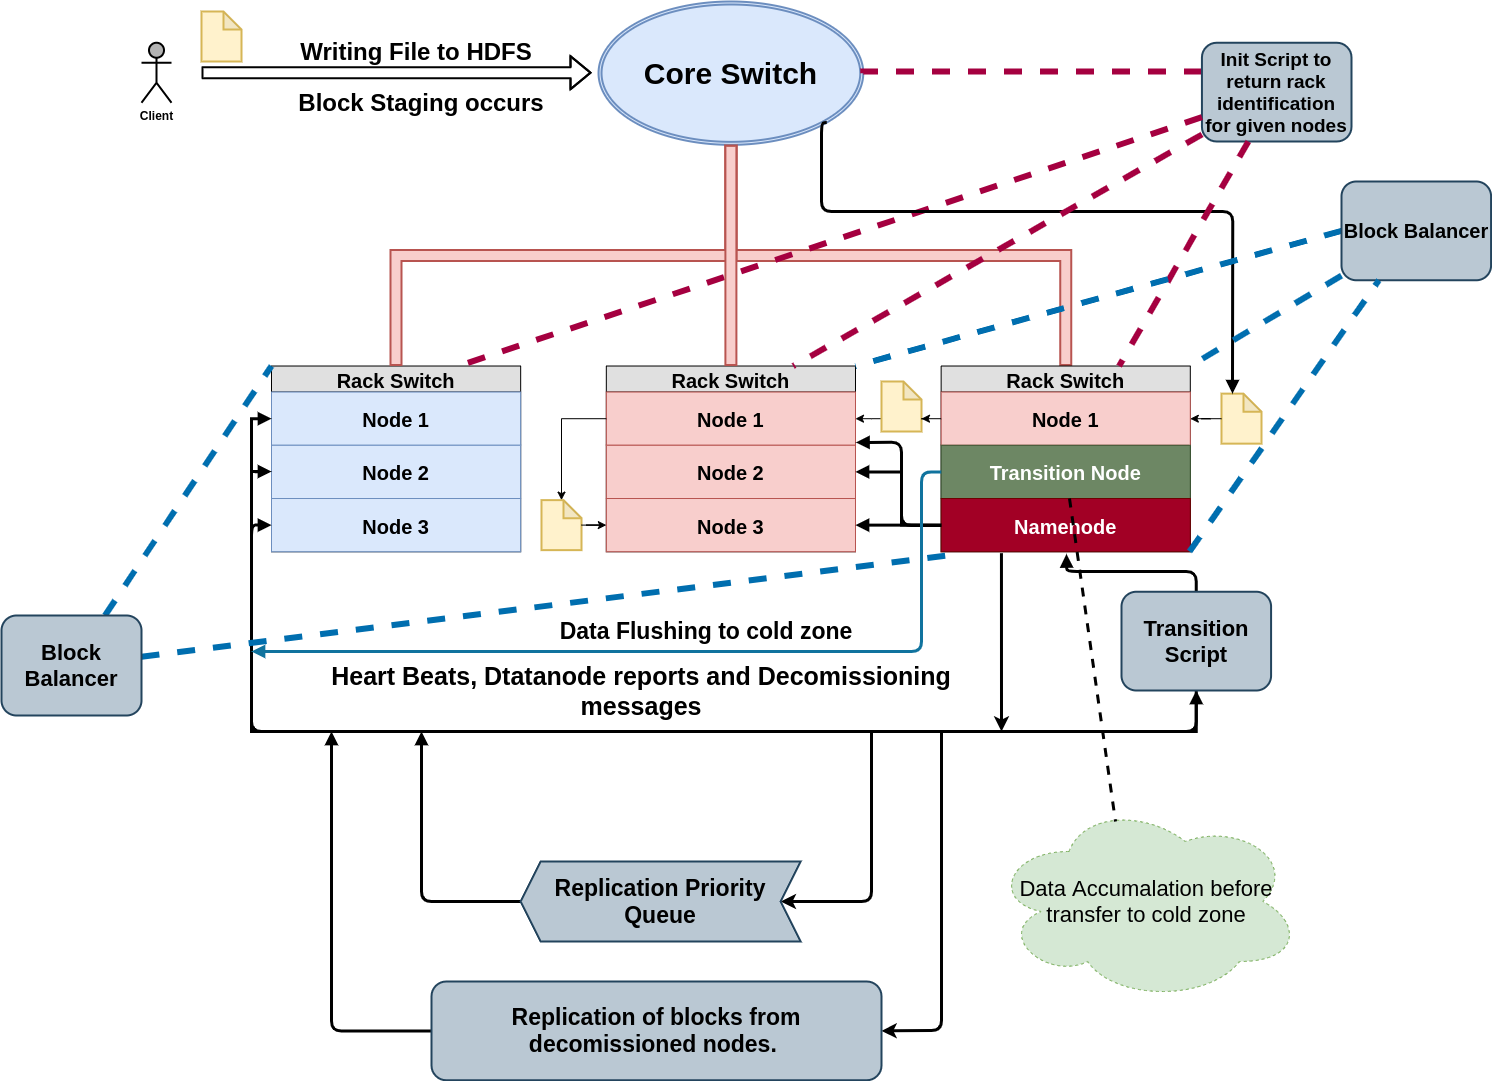 Writing File to HDFS
Block Staging occurs
Client
Core Switch
Init Script to
return rack
identification
for given nodes
Block Balancer
Rack Switch
Node 1
Node 2
Node 3
Rack Switch
Node 1
Node 2
Node 3
Rack Switch
Node 1
Transition Node
Namenode
Block
Balancer
Data Flushing to cold zone
Heart Beats, Dtatanode reports and Decomissioning
messages
Transition
Script
Replication Priority
Queue
Data Accumalation before
transfer to cold zone
Replication of blocks from
decomissioned nodes.